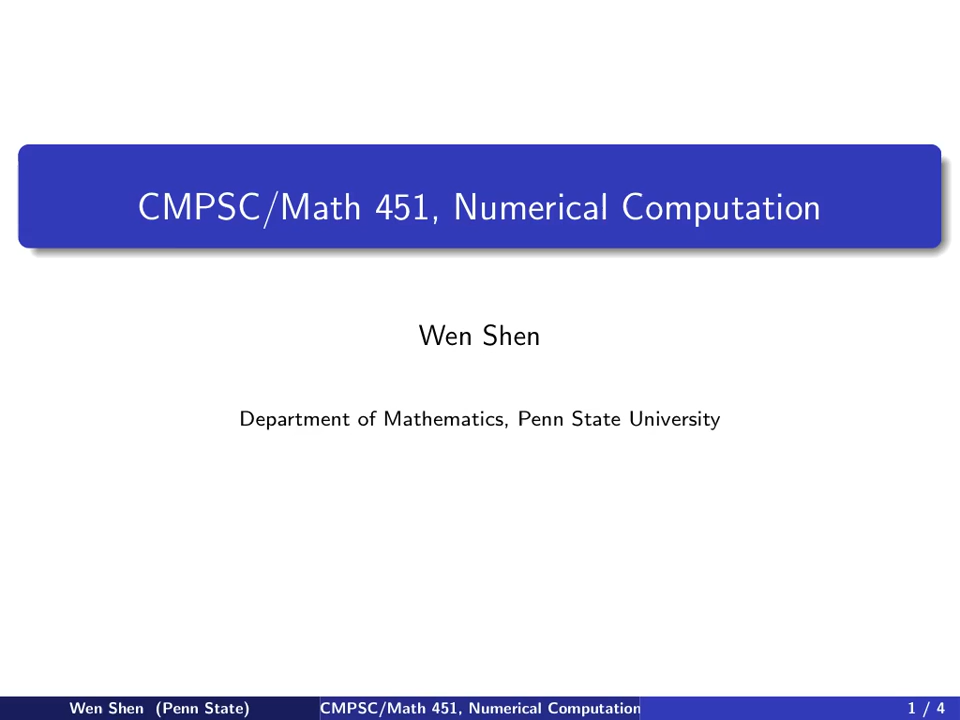 CMPSC/Math 451, Numerical Computation
Wen Shen
Department of Mathematics, Penn State University
Wen Shen (Penn State) CMPSC/Math 451, Numerical Computation 1 / 4